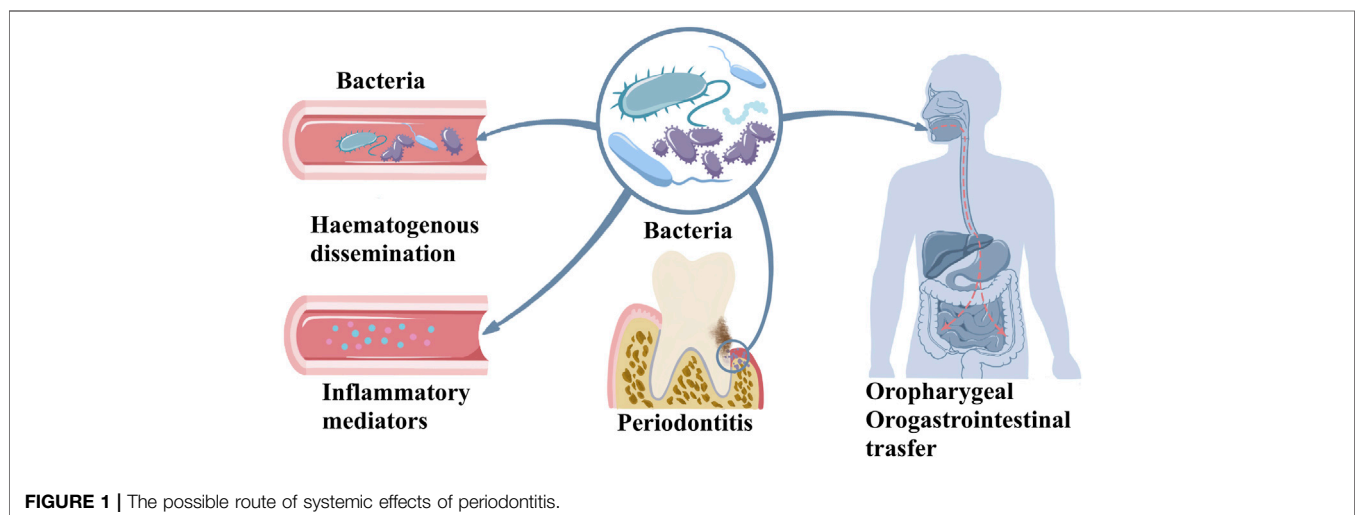 Bacteria
Haematogenous
dissemination
Inflammatory
mediators
Bacteria
Periodontitis
Oropharygeal
Orogastrointestinal
trasfer
FIGURE 1 | The possible route of systemic effects of periodontitis.